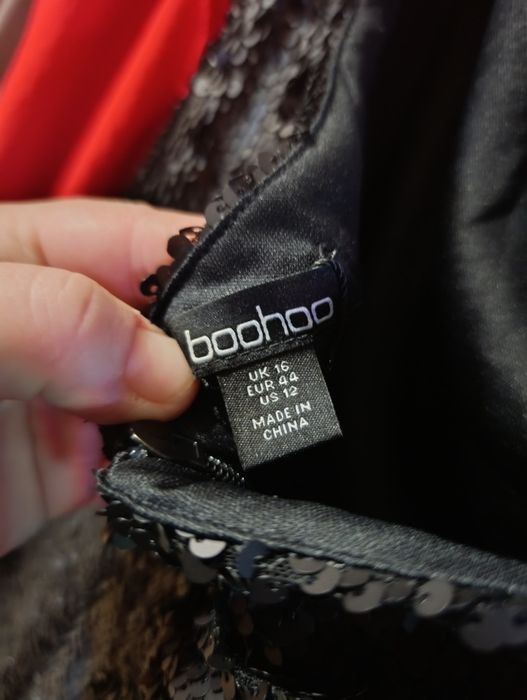 boohoo
UK 16
EUR 44
US 12
MADE IN
CHINA